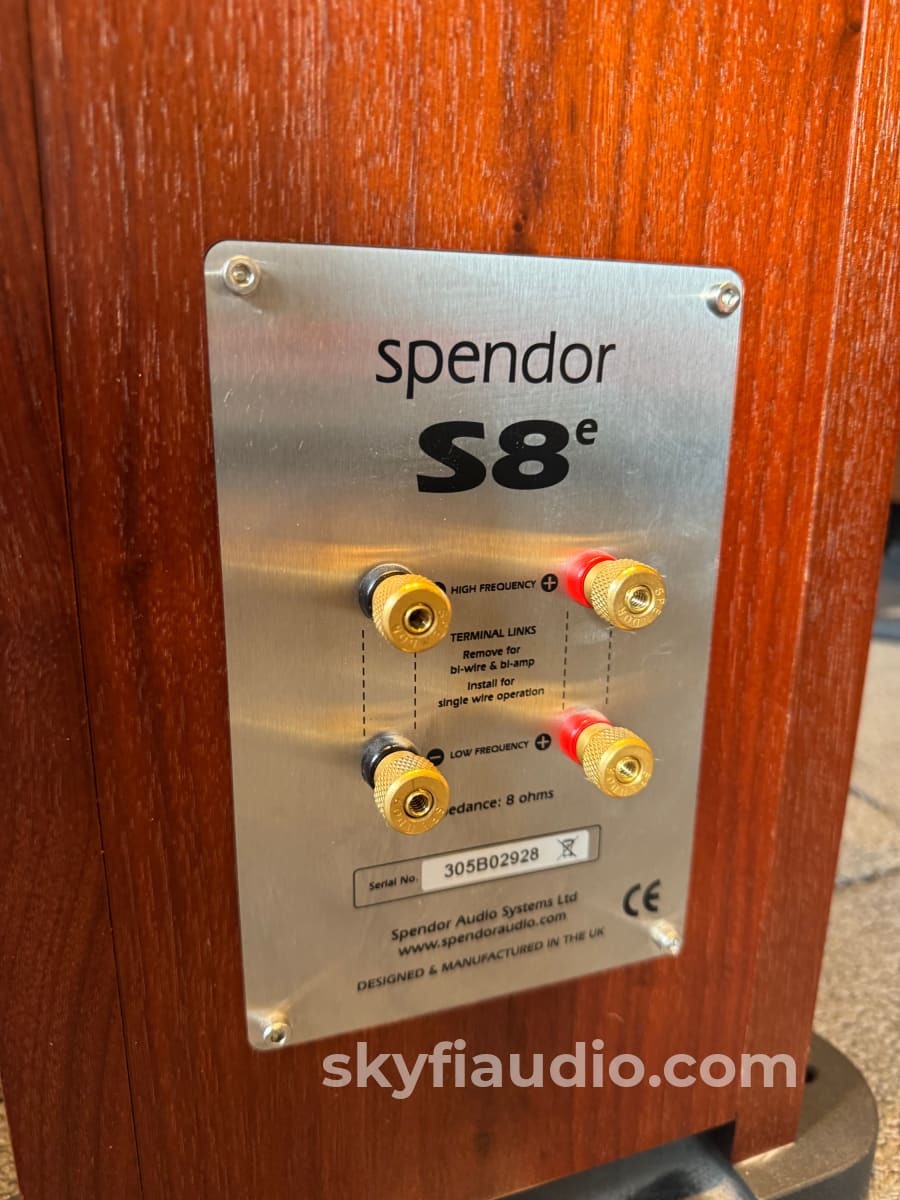 spendor
S8e
HIGH FREQUENCY +
TERMINAL LINKS
Remove for
bi-wire & bi-amp
Install for
single wire operation
- LOW FREQUENCY +
8 ohms
Serial No. 305B02928
CE
Spendor Audio Systems Ltd
www.spendoraudio.com
DESIGNED & MANUFACTURED IN THE UK
skyfiaudio.com